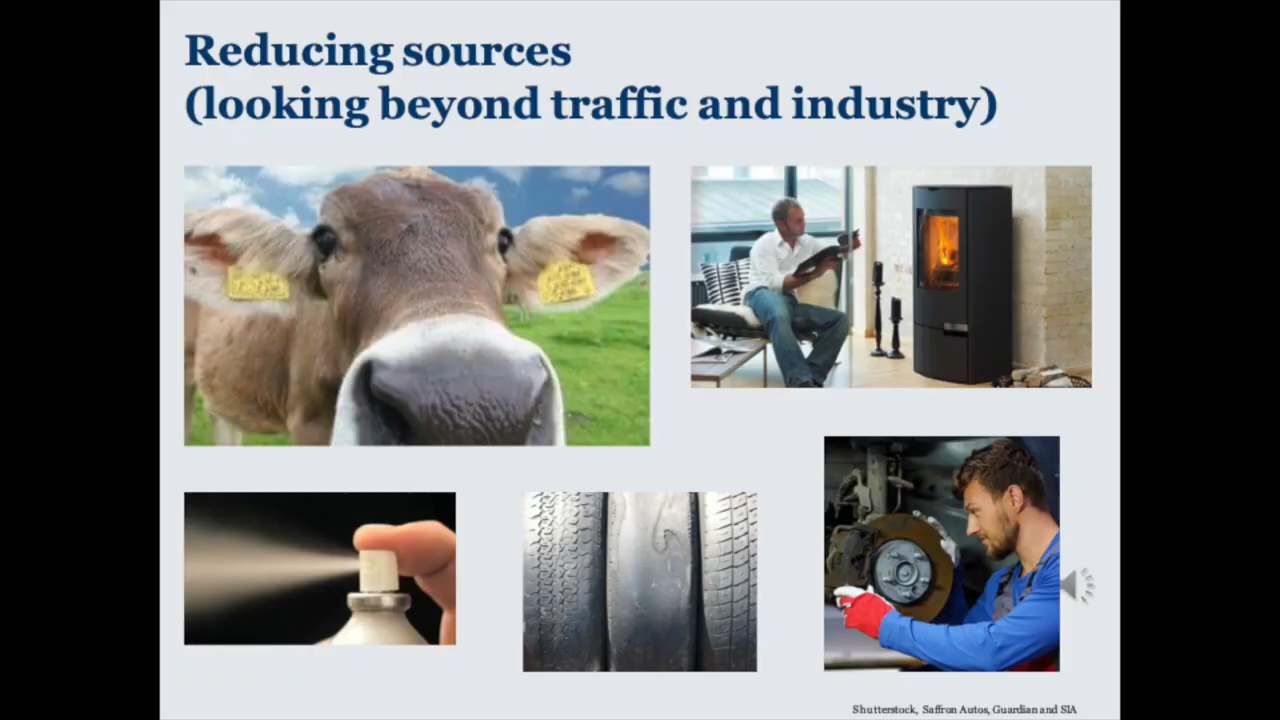 Reducing sources
(looking beyond traffic and industry)
Shutterstock, Saffron Autos, Guardian and SIA